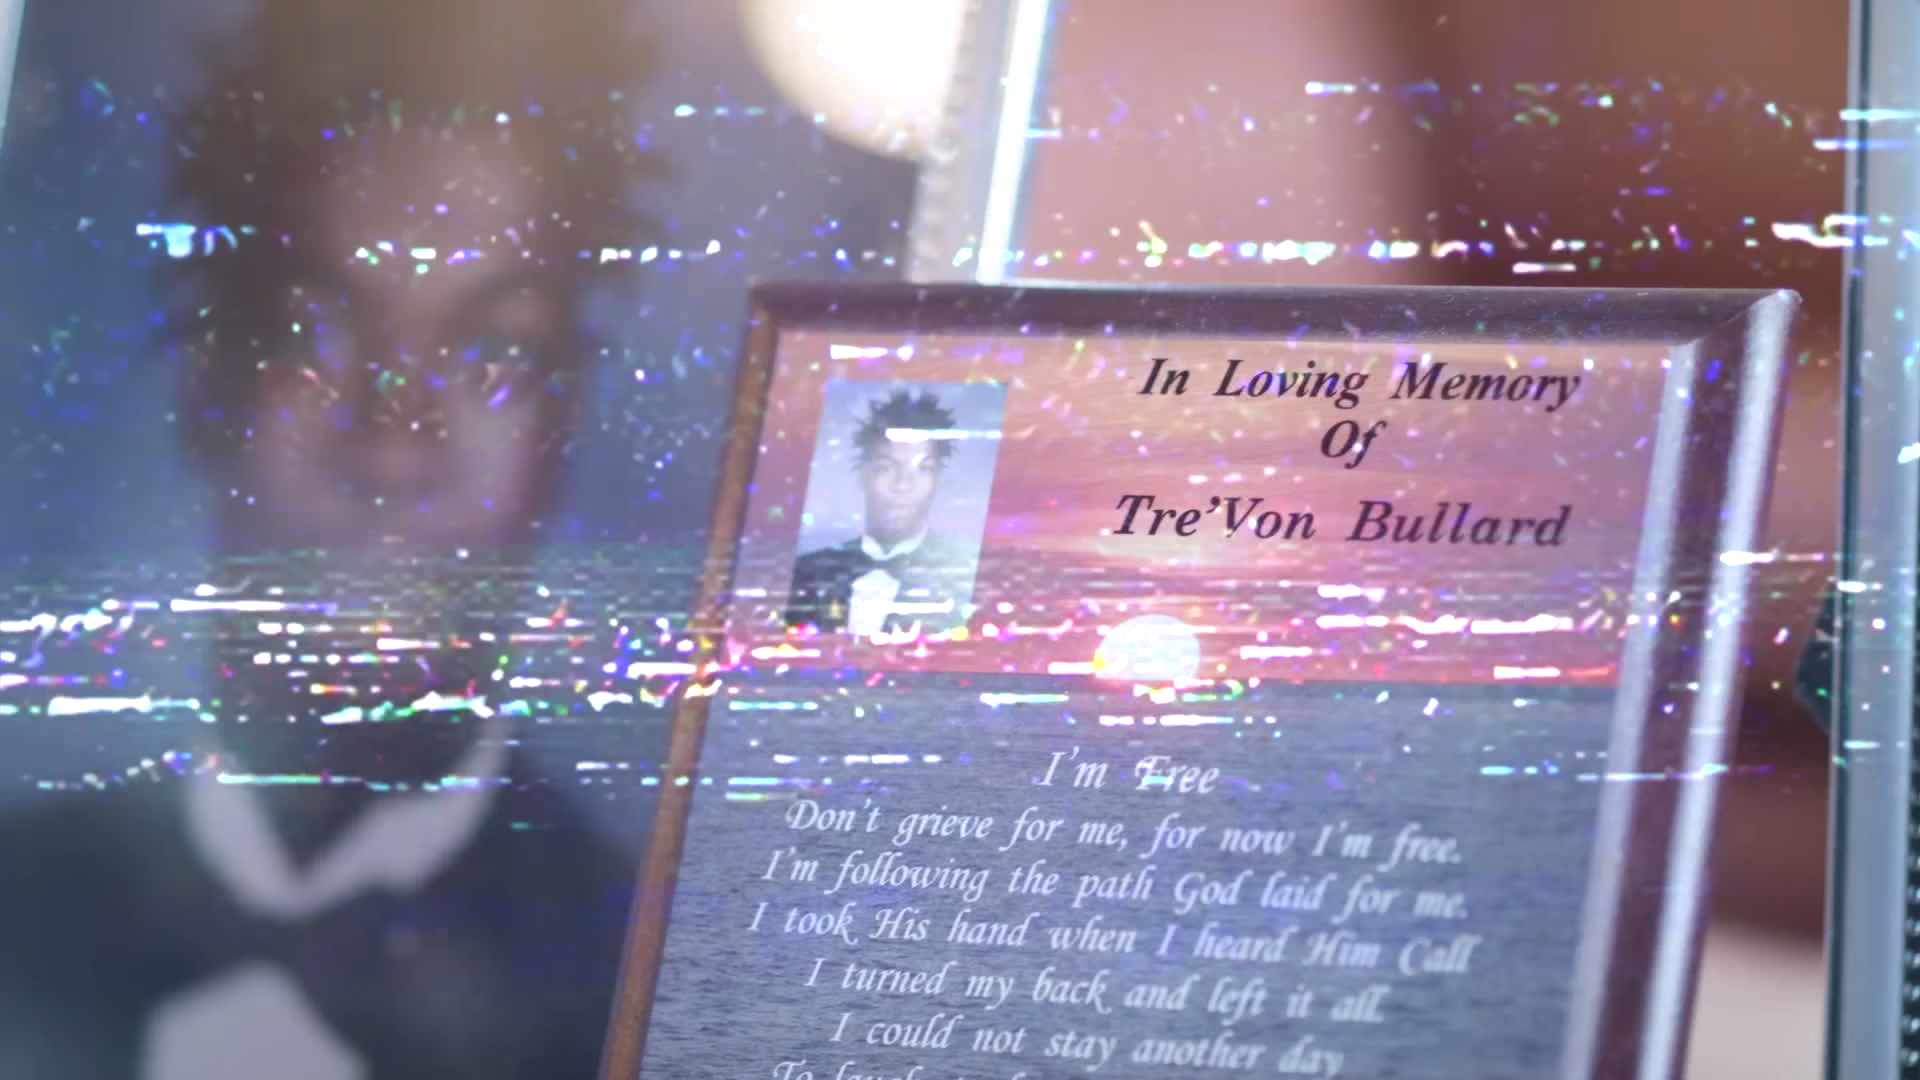 In Loving Memory
Of
Tre'Von Bullard
I'm Free
Don't grieve for me, for now I'm free.
I'm following the path God laid for me.
I took His hand when I heard Him Call
I turned my back and left it all.
I could not stay another day
To